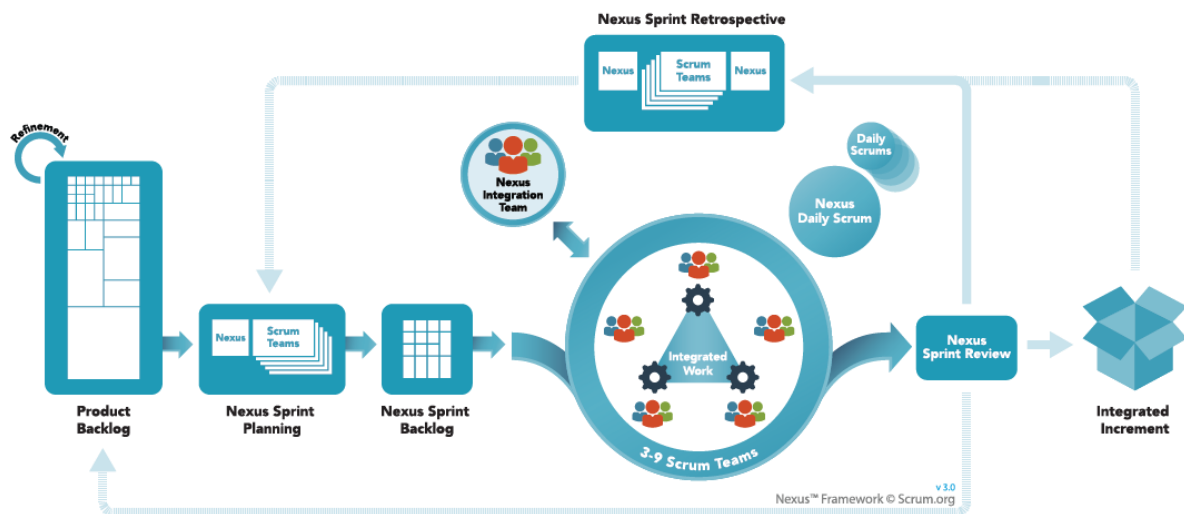 Nexus Sprint Retrospective
Nexus
Scrum
Teams
Nexus
Refinement
Nexus
Integration
Team
Daily
Scrums
Nexus
Daily Scrum
Nexus
Scrum
Teams
Integrated
Work
Nexus
Sprint Review
Product
Backlog
Nexus Sprint
Planning
Nexus Sprint
Backlog
3-9 Scrum Teams
Integrated
Increment
v 3.0
Nexus™ Framework © Scrum.org